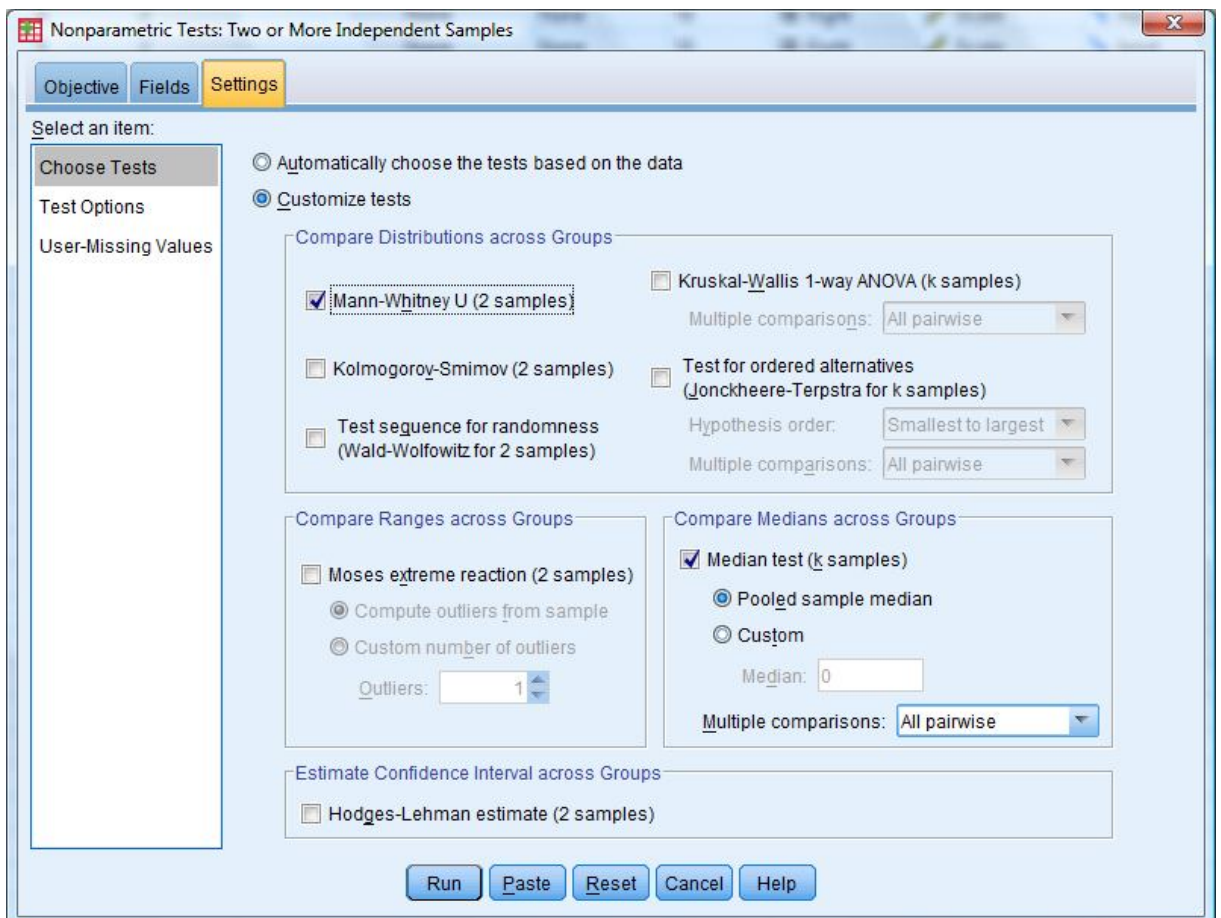 Nonparametric Tests: Two or More Independent Samples
X
Objective Fields Settings
Select an item:
Choose Tests
Test Options
User-Missing Values
Automatically choose the tests based on the data
Customize tests
Compare Distributions across Groups
Mann-Whitney U (2 samples)
Kolmogorov-Smirnov (2 samples)
Test sequence for randomness
(Wald-Wolfowitz for 2 samples)
Kruskal-Wallis 1-way ANOVA (k samples)
Multiple comparisons: All pairwise
Test for ordered alternatives
(Jonckheere-Terpstra for k samples)
Hypothesis order: Smallest to largest
Multiple comparisons: All pairwise
Compare Ranges across Groups
Moses extreme reaction (2 samples)
Compute outliers from sample
Custom number of outliers
Outliers: 1
Compare Medians across Groups
Median test (k samples)
Pooled sample median
Custom
Median: 0
Multiple comparisons: All pairwise
Estimate Confidence Interval across Groups
Hodges-Lehman estimate (2 samples)
Run Paste Reset Cancel Help